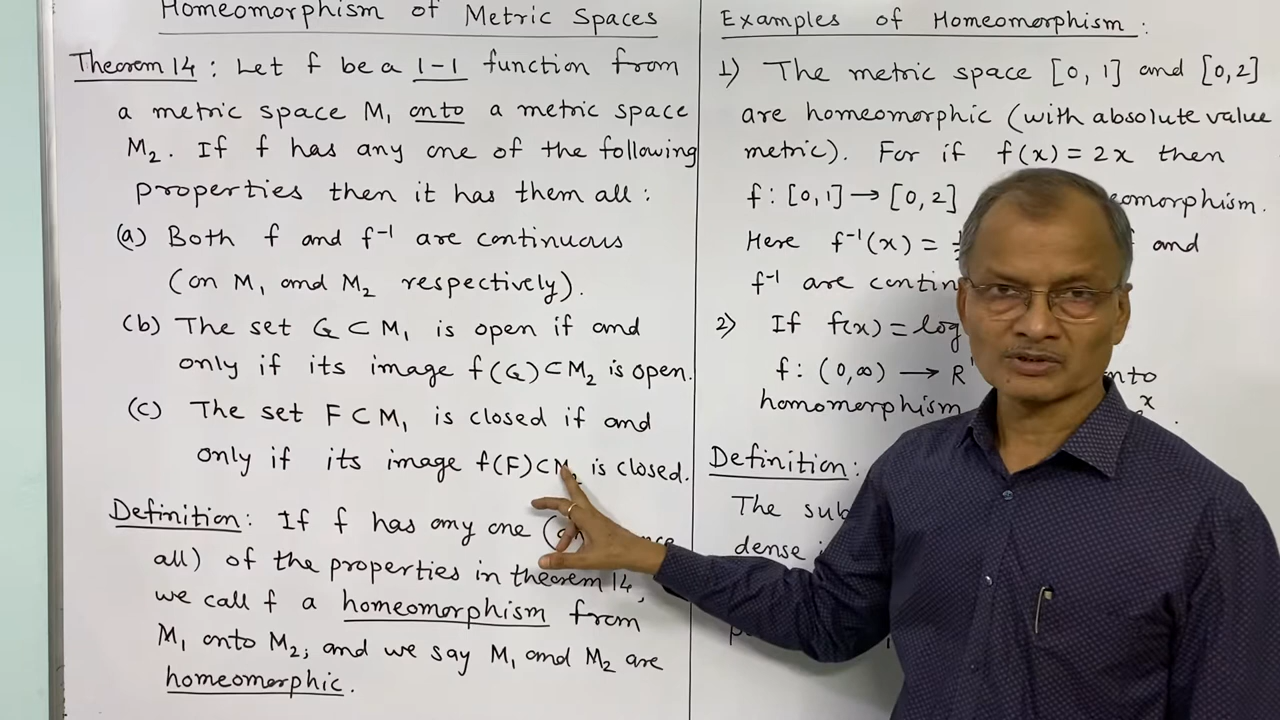 Homeomorphism of Metric Spaces
Theorem 14 : Let f be a 1-1 function from
a metric space M₁ onto a metric space
M₂. If f has any one of the following
properties then it has them all :
(a) Both f and f⁻¹ are continuous
(on M₁ and M₂ respectively).
(b) The set G ⊂ M₁ is open if and
only if its image f(G) ⊂ M₂ is open.
(c) The set F ⊂ M₁ is closed if and
only if its image f(F) ⊂ M₂ is closed.
Definition : If f has any one
all) of the properties in theorem 14,
we call f a homeomorphism from
M₁ onto M₂, and we say M₁ and M₂ are
homeomorphic.
Examples of Homeomorphism :
1) The metric space [0, 1] and [0,2]
are homeomorphic (with absolute value
metric). For if f(x) = 2x then
f : [0,1] → [0,2]
Here f⁻¹(x) = and
f⁻¹ are
2) If f(x) = log
f : (0,∞) → R
homomorphism x
Definition :
The
dense